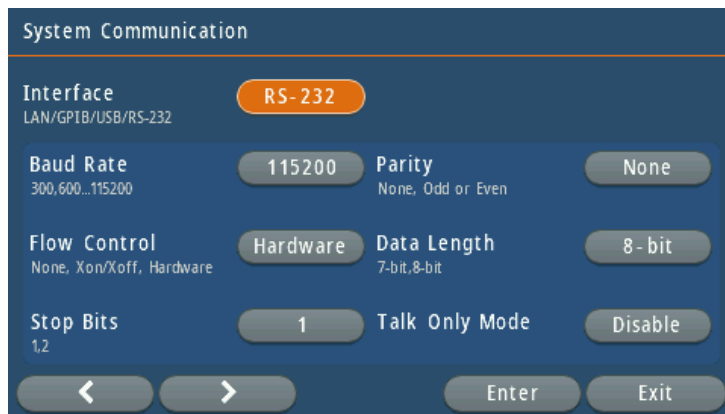 System Communication
Interface
LAN/GPIB/USB/RS-232
RS-232
Baud Rate
300,600...115200
115200
Parity
None, Odd or Even
None
Flow Control
None, Xon/Xoff, Hardware
Hardware
Data Length
7-bit,8-bit
8-bit
Stop Bits
1,2
1
Talk Only Mode
Disable
Enter
Exit